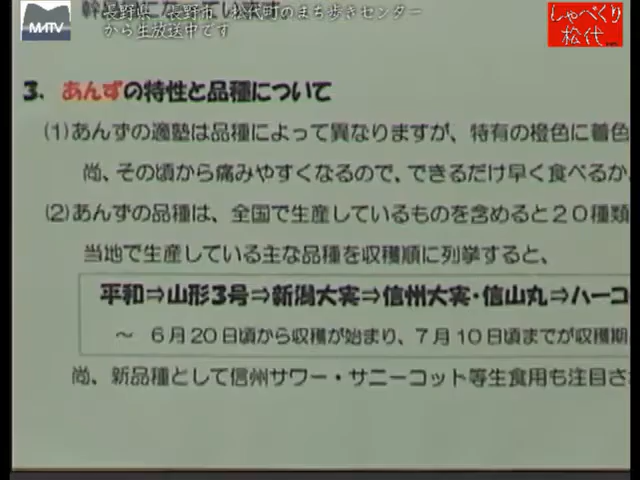 MATV
長野県 長野市 松代町のまち歩きセンター
から生放送中です
しゃべくり
松代
3. あんずの特性と品種について
(1)あんずの適塾は品種によって異なりますが、特有の橙色に着色
尚、その頃から痛みやすくなるので、できるだけ早く食べるか
(2)あんずの品種は、全国で生産しているものを含めると20種類
当地で生産している主な品種を収穫順に列挙すると、
平和⇒山形3号⇒新潟大実⇒信州大実・信山丸⇒ハーコ
～ 6月20日頃から収穫が始まり、7月10日頃までが収穫期
尚、新品種として信州サワー・サニーコット等生食用も注目さ